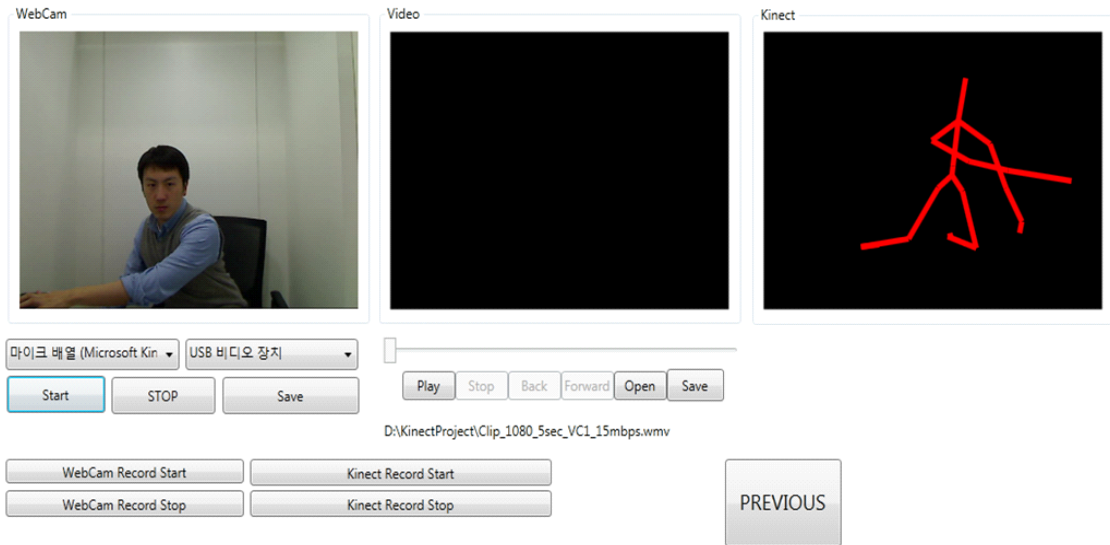 WebCam
Video
Kinect
마이크 배열 (Microsoft Kin
USB 비디오 장치
Start
STOP
Save
Play
Stop
Back
Forward
Open
Save
D:\KinectProject\Clip_1080_5sec_VC1_15mbps.wmv
WebCam Record Start
Kinect Record Start
WebCam Record Stop
Kinect Record Stop
PREVIOUS